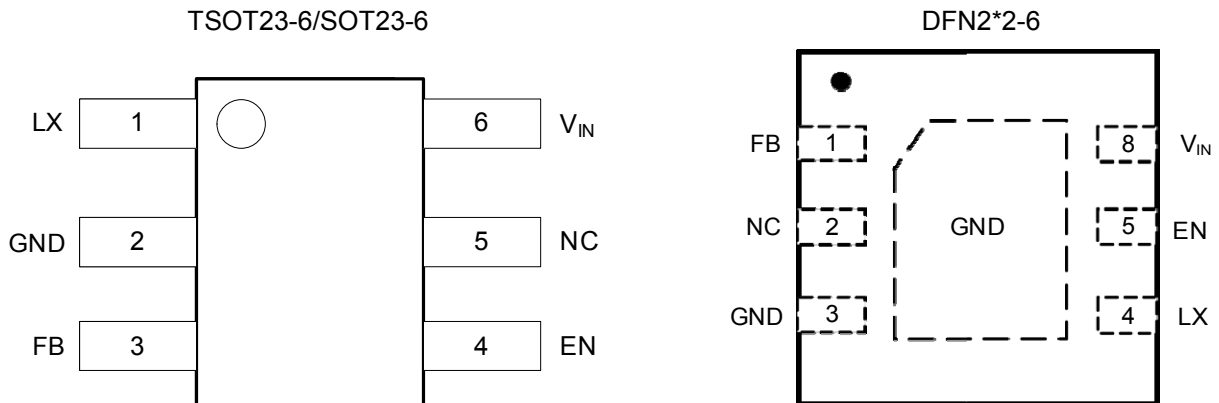 TSOT23-6/SOT23-6
LX 1 6 VIN
GND 2 5 NC
FB 3 4 EN
DFN2*2-6
FB 1 8 VIN
NC 2 GND 5 EN
GND 3 4 LX